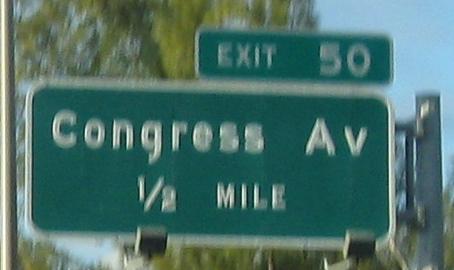 EXIT 50
Congress Av
1/2 MILE